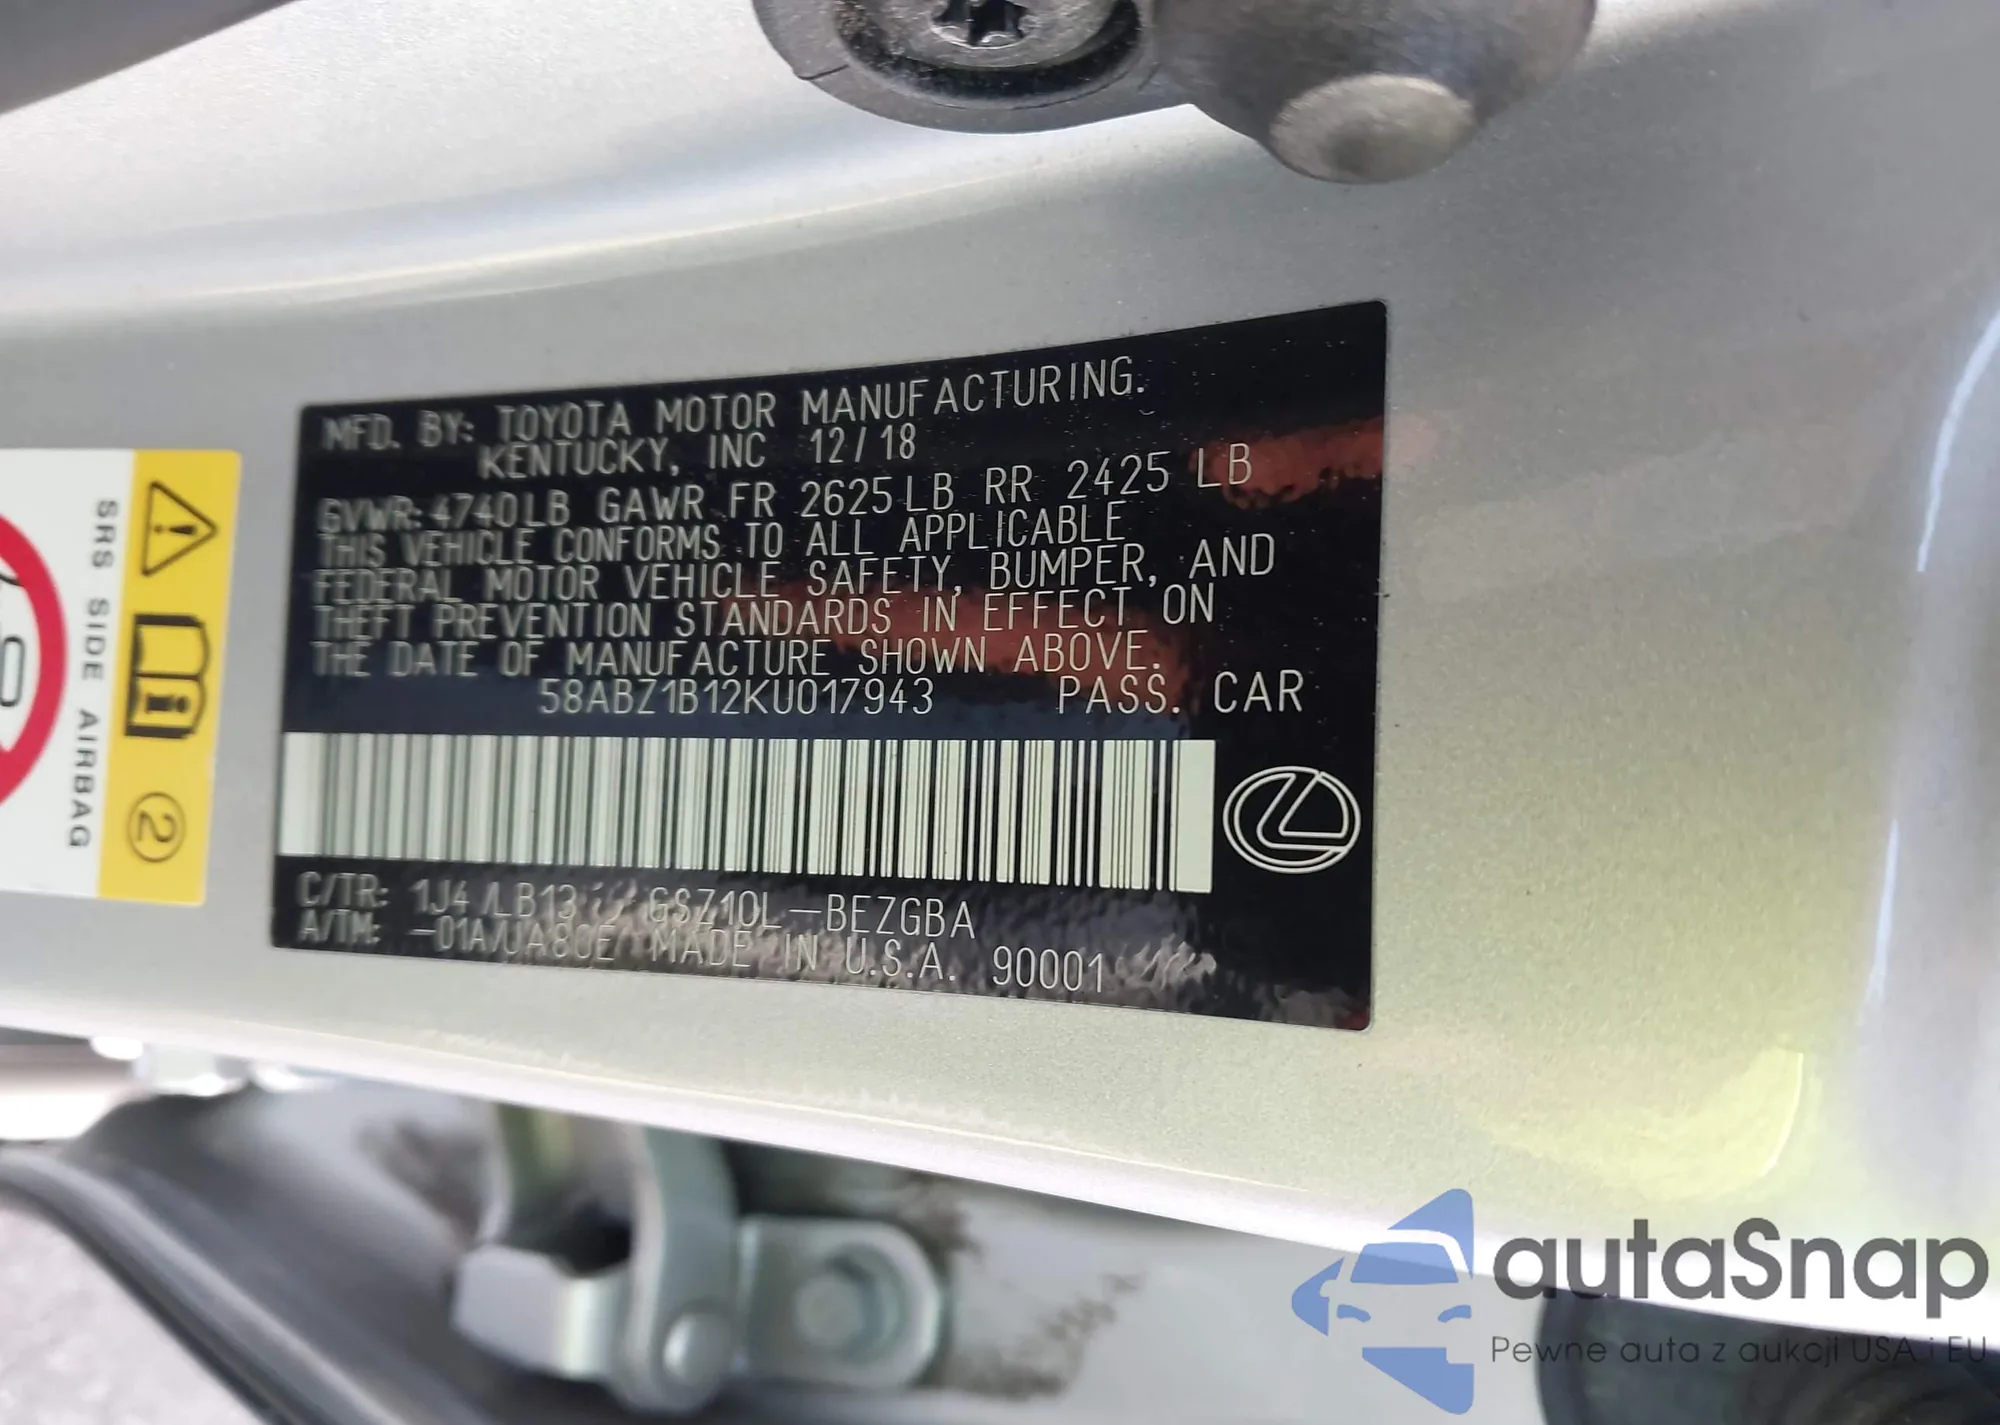 MFD. BY: TOYOTA MOTOR MANUFACTURING.
KENTUCKY, INC 12/18
GVWR: 4740LB GAWR FR 2625LB RR 2425 LB
THIS VEHICLE CONFORMS TO ALL APPLICABLE
FEDERAL MOTOR VEHICLE SAFETY, BUMPER, AND
THEFT PREVENTION STANDARDS IN EFFECT ON
THE DATE OF MANUFACTURE SHOWN ABOVE.
58ABZ1B12KU017943 PASS. CAR
C/TR: 1J4 /LB13 GSZ10L-BEZGBA
A/TM: -01A/UA80E MADE IN U.S.A. 90001
SRS SIDE AIRBAG
2
autaSnap
Pewne auta z aukcji USA i EU